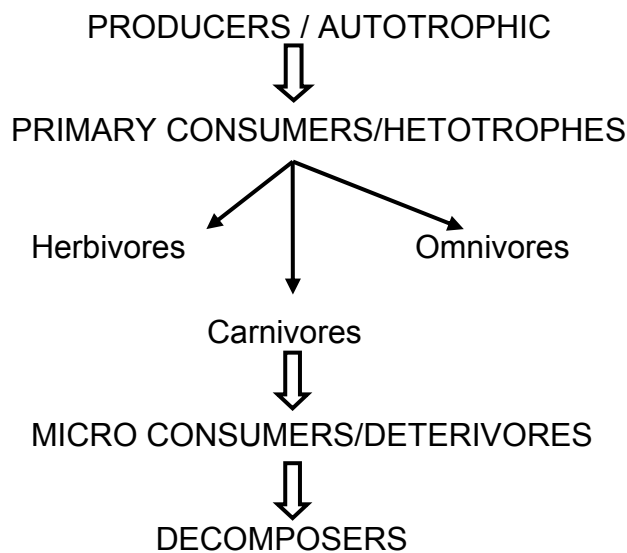 PRODUCERS / AUTOTROPHIC
PRIMARY CONSUMERS/HETOTROPHES
Herbivores
Omnivores
Carnivores
MICRO CONSUMERS/DETERIVORES
DECOMPOSERS